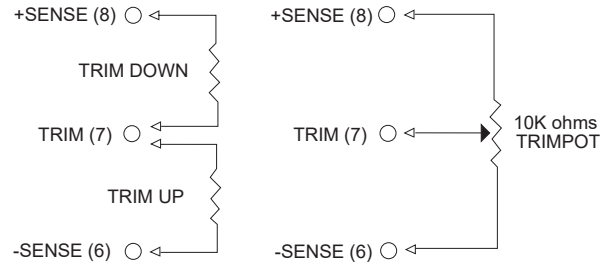 +SENSE (8)
TRIM DOWN
TRIM (7)
TRIM UP
-SENSE (6)
+SENSE (8)
TRIM (7)
10K ohms
TRIMPOT
-SENSE (6)